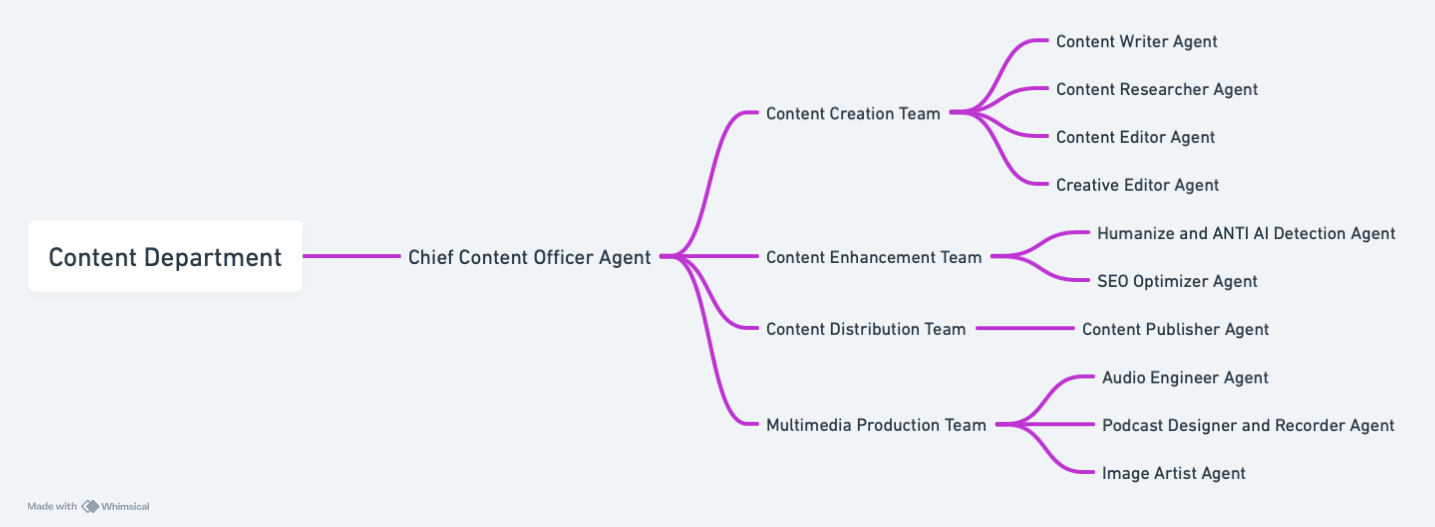 Content Department
Chief Content Officer Agent
Content Creation Team
Content Writer Agent
Content Researcher Agent
Content Editor Agent
Creative Editor Agent
Content Enhancement Team
Humanize and ANTI AI Detection Agent
SEO Optimizer Agent
Content Distribution Team
Content Publisher Agent
Multimedia Production Team
Audio Engineer Agent
Podcast Designer and Recorder Agent
Image Artist Agent
Made with Whimsical